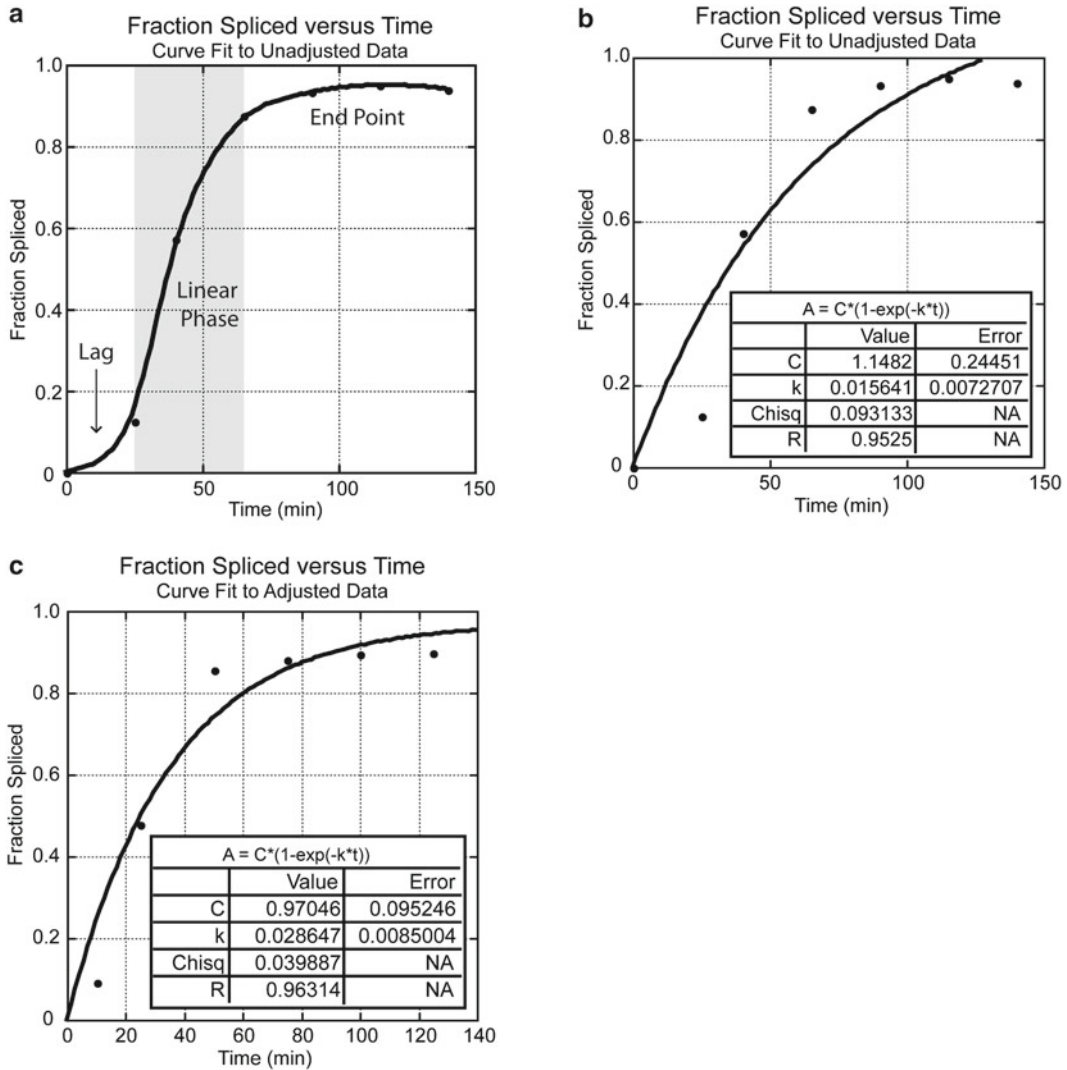 a
Fraction Spliced versus Time
Curve Fit to Unadjusted Data
1.0
0.8
0.6
0.4
0.2
0
Fraction Spliced
Lag
Linear
Phase
End Point
0 50 100 150
Time (min)
b
Fraction Spliced versus Time
Curve Fit to Unadjusted Data
1.0
0.8
0.6
0.4
0.2
0
Fraction Spliced
A = C*(1-exp(-k*t))
Value Error
C 1.1482 0.24451
k 0.015641 0.0072707
Chisq 0.093133 NA
R 0.9525 NA
0 50 100 150
Time (min)
c
Fraction Spliced versus Time
Curve Fit to Adjusted Data
1.0
0.8
0.6
0.4
0.2
0
Fraction Spliced
A = C*(1-exp(-k*t))
Value Error
C 0.97046 0.095246
k 0.028647 0.0085004
Chisq 0.039887 NA
R 0.96314 NA
0 20 40 60 80 100 120 140
Time (min)